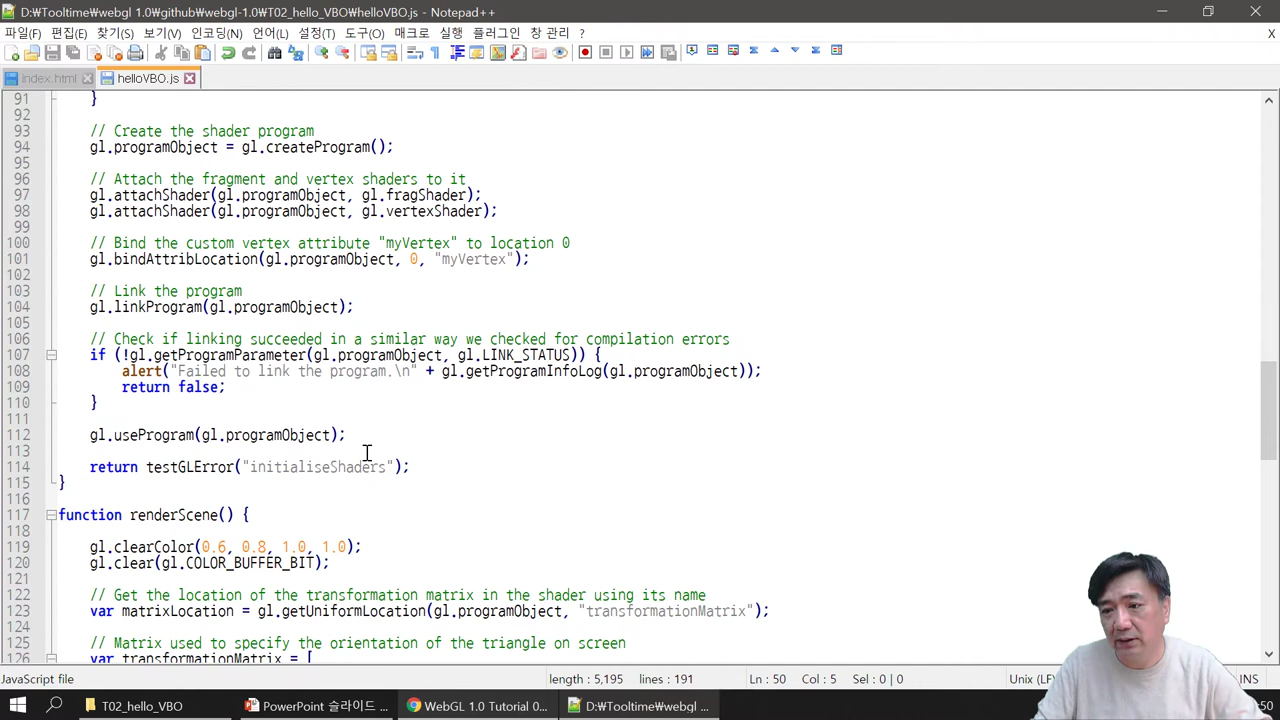 D:₩Tooltime₩webgl 1.0₩github₩webgl-1.0₩T02_hello_VBO₩helloVBO.js - Notepad++
파일(F) 편집(E) 찾기(S) 보기(V) 인코딩(N) 언어(L) 설정(T) 도구(O) 매크로 실행 플러그인 창 관리 ? X
index.html helloVBO.js
91 }
92
93 // Create the shader program
94 gl.programObject = gl.createProgram();
95
96 // Attach the fragment and vertex shaders to it
97 gl.attachShader(gl.programObject, gl.fragShader);
98 gl.attachShader(gl.programObject, gl.vertexShader);
99
100 // Bind the custom vertex attribute "myVertex" to location 0
101 gl.bindAttribLocation(gl.programObject, 0, "myVertex");
102
103 // Link the program
104 gl.linkProgram(gl.programObject);
105
106 // Check if linking succeeded in a similar way we checked for compilation errors
107 if (!gl.getProgramParameter(gl.programObject, gl.LINK_STATUS)) {
108 alert("Failed to link the program.\n" + gl.getProgramInfoLog(gl.programObject));
109 return false;
110 }
111
112 gl.useProgram(gl.programObject);
113
114 return testGLError("initialiseShaders");
115 }
116
117 function renderScene() {
118
119 gl.clearColor(0.6, 0.8, 1.0, 1.0);
120 gl.clear(gl.COLOR_BUFFER_BIT);
121
122 // Get the location of the transformation matrix in the shader using its name
123 var matrixLocation = gl.getUniformLocation(gl.programObject, "transformationMatrix");
124
125 // Matrix used to specify the orientation of the triangle on screen
126 var transformationMatrix = [
JavaScript file length : 5,195 lines : 191 Ln : 50 Col : 5 Sel : 0 | 0 Unix (LF) INS
T02_hello_VBO PowerPoint 슬라이드 ... WebGL 1.0 Tutorial 0... D:₩Tooltime₩webgl ... :50